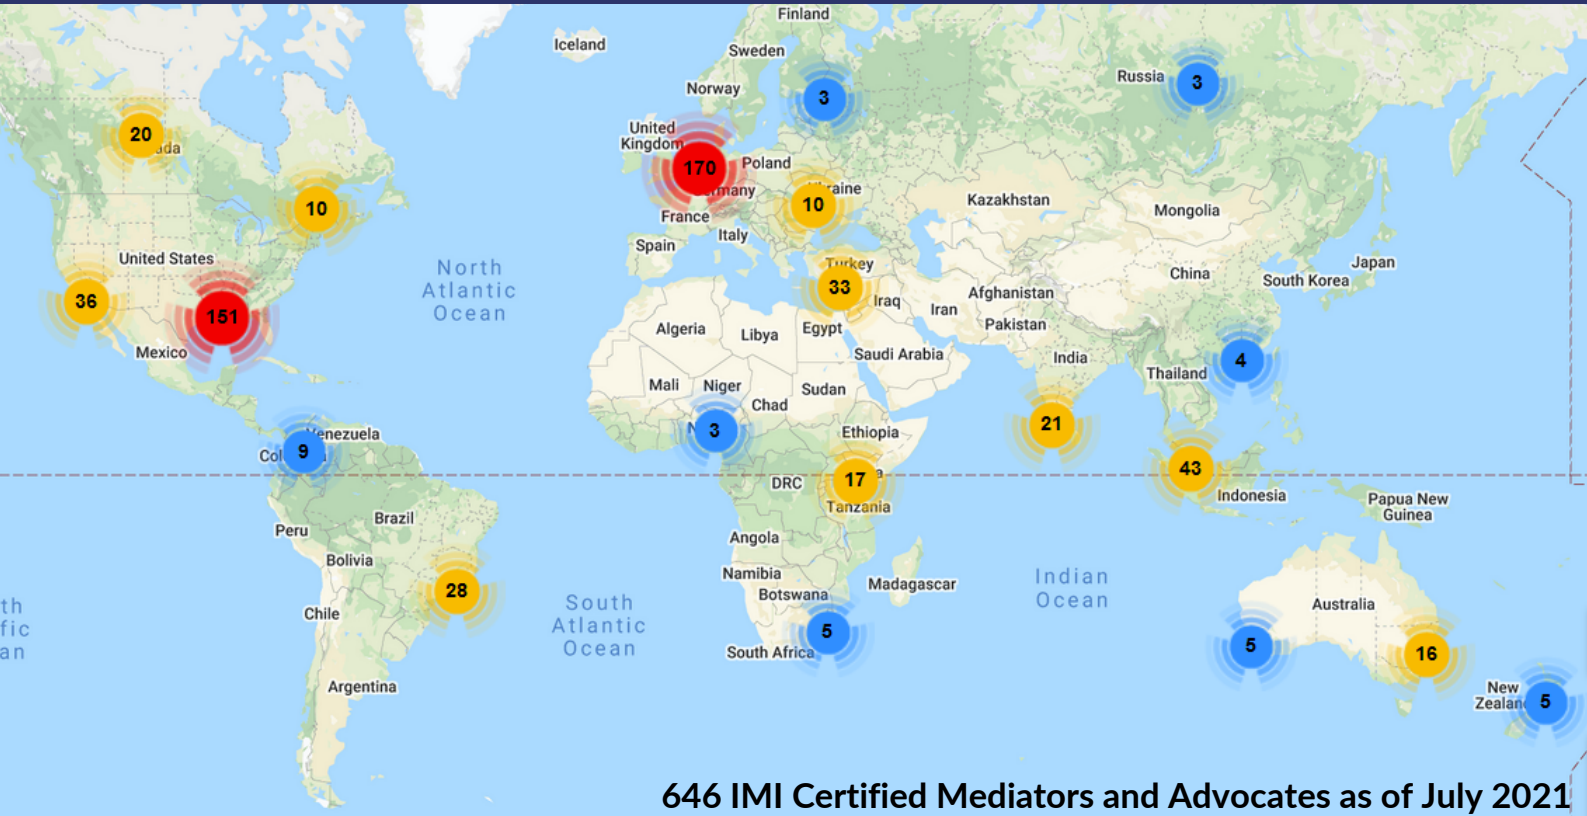 Finland
Iceland
Sweden
Russia
3
Norway
3
United
Kingdom
20
170
Poland
10
10
Kazakhstan
Mongolia
France
Italy
Spain
United States
North
Atlantic
Ocean
Turkey
33
China
Japan
South Korea
36
151
Iraq
Iran
Afghanistan
Pakistan
Algeria
Libya
Egypt
Mexico
Saudi Arabia
India
4
Thailand
Mali
Niger
Sudan
Chad
Venezuela
3
Ethiopia
21
9
43
17
DRC
Tanzania
Indonesia
Papua New
Guinea
Brazil
Peru
Angola
Bolivia
Namibia
Botswana
Madagascar
Indian
Ocean
28
Chile
South
Atlantic
Ocean
Australia
5
South Africa
5
16
Argentina
New
Zealand
5
646 IMI Certified Mediators and Advocates as of July 2021